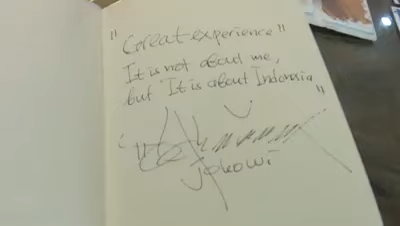 "Great experience"
It is not about me,
but It is about Indonesia"
jokowi